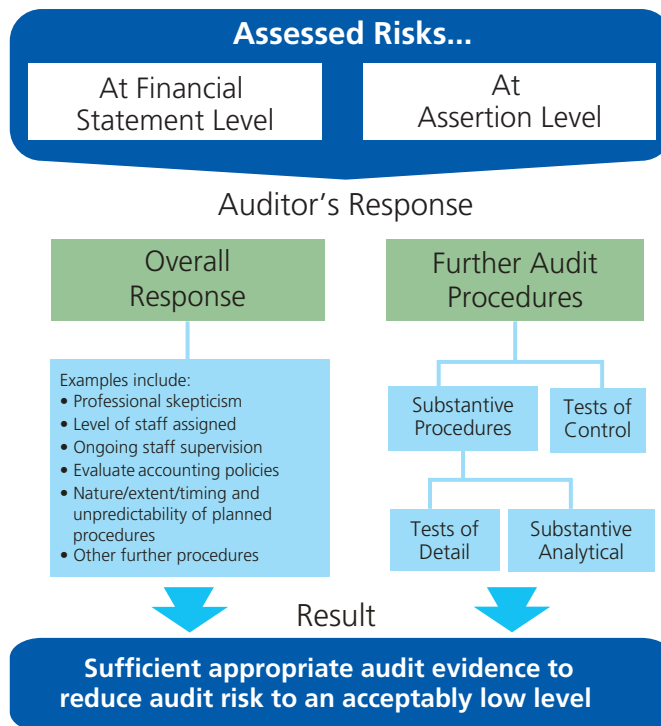 Assessed Risks...
At Financial
Statement Level
At
Assertion Level
Auditor's Response
Overall
Response
Further Audit
Procedures
Examples include:
• Professional skepticism
• Level of staff assigned
• Ongoing staff supervision
• Evaluate accounting policies
• Nature/extent/timing and
unpredictability of planned
procedures
• Other further procedures
Substantive
Procedures
Tests of
Control
Tests of
Detail
Substantive
Analytical
Result
Sufficient appropriate audit evidence to
reduce audit risk to an acceptably low level